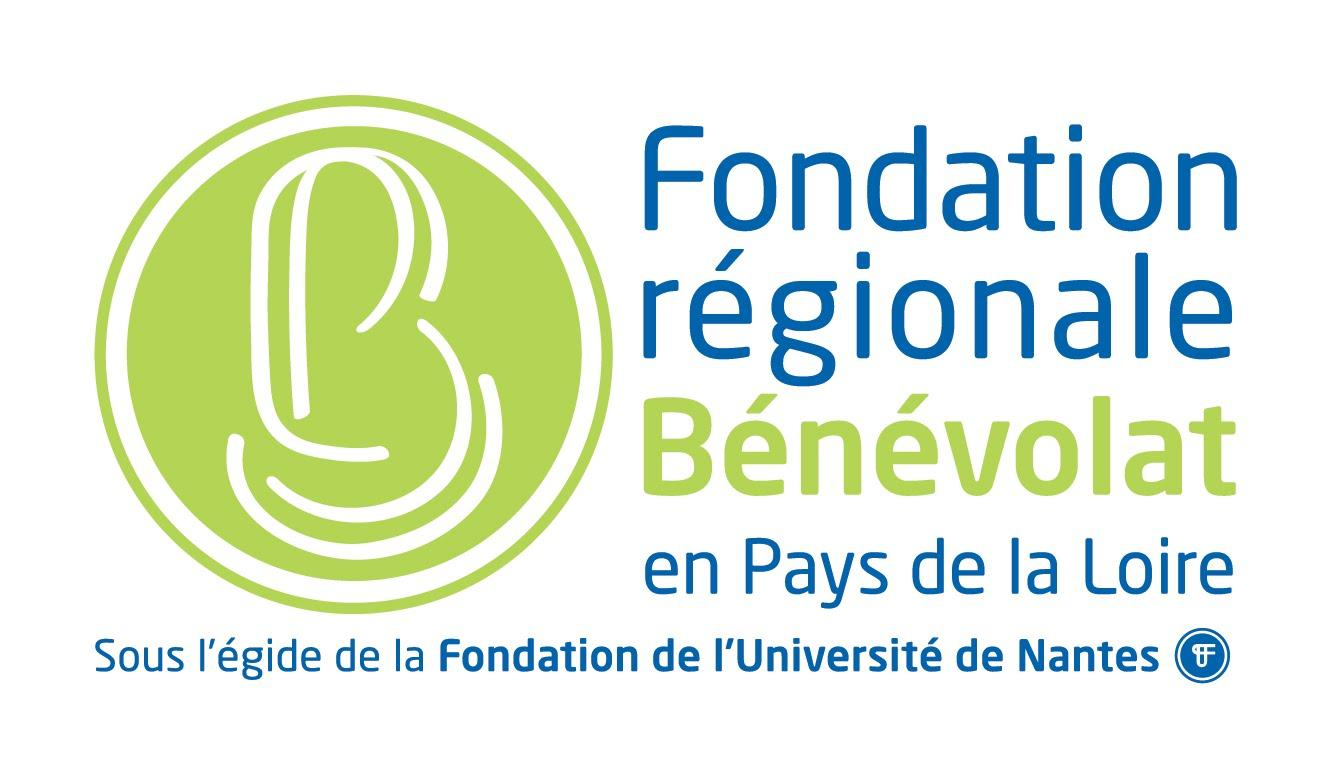 Fondation
régionale
Bénévolat
en Pays de la Loire
Sous l'égide de la Fondation de l'Université de Nantes